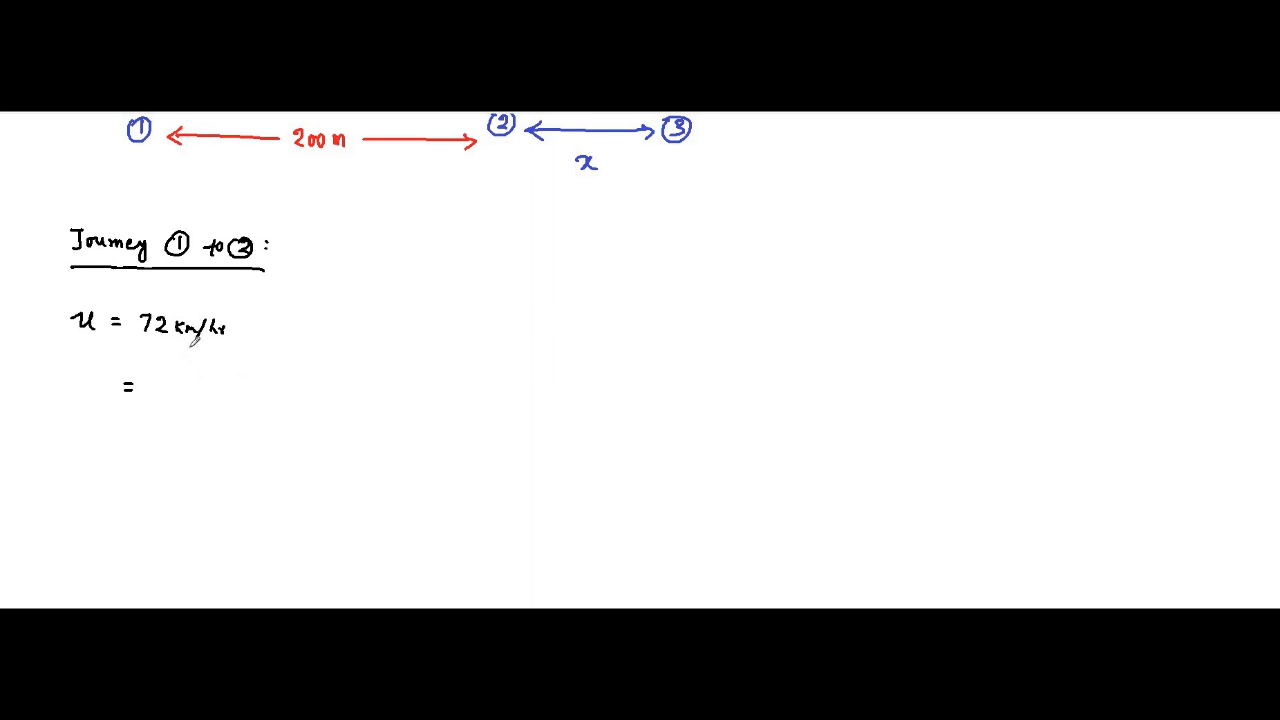 ① 200 m ② ③
x
Journey ① to ② :
u = 72 km/hr
=